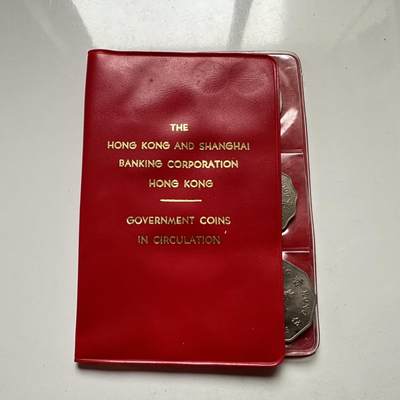 THE
HONG KONG AND SHANGHAI
BANKING CORPORATION
HONG KONG
GOVERNMENT COINS
IN CIRCULATION